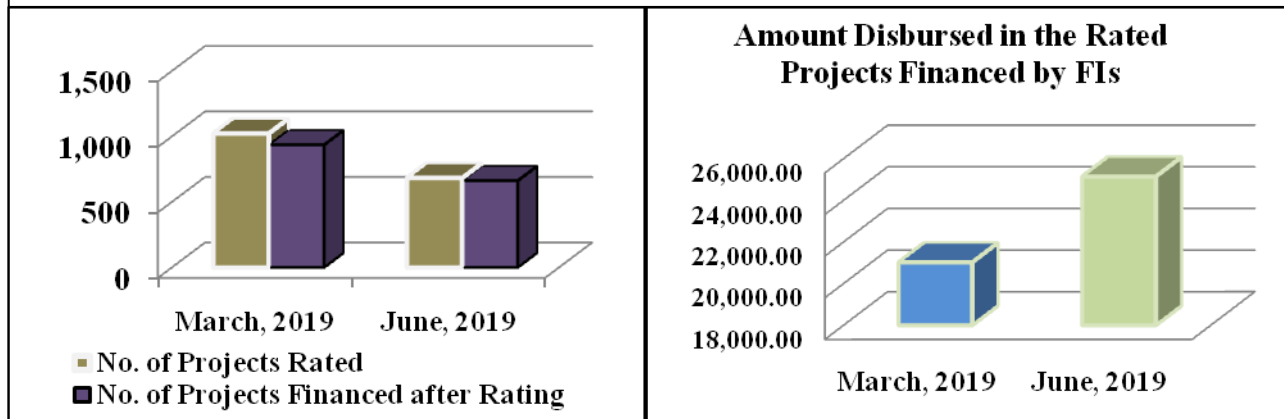 1,500
1,000
500
0
March, 2019 June, 2019
No. of Projects Rated
No. of Projects Financed after Rating
Amount Disbursed in the Rated
Projects Financed by FIs
26,000.00
24,000.00
22,000.00
20,000.00
18,000.00
March, 2019 June, 2019